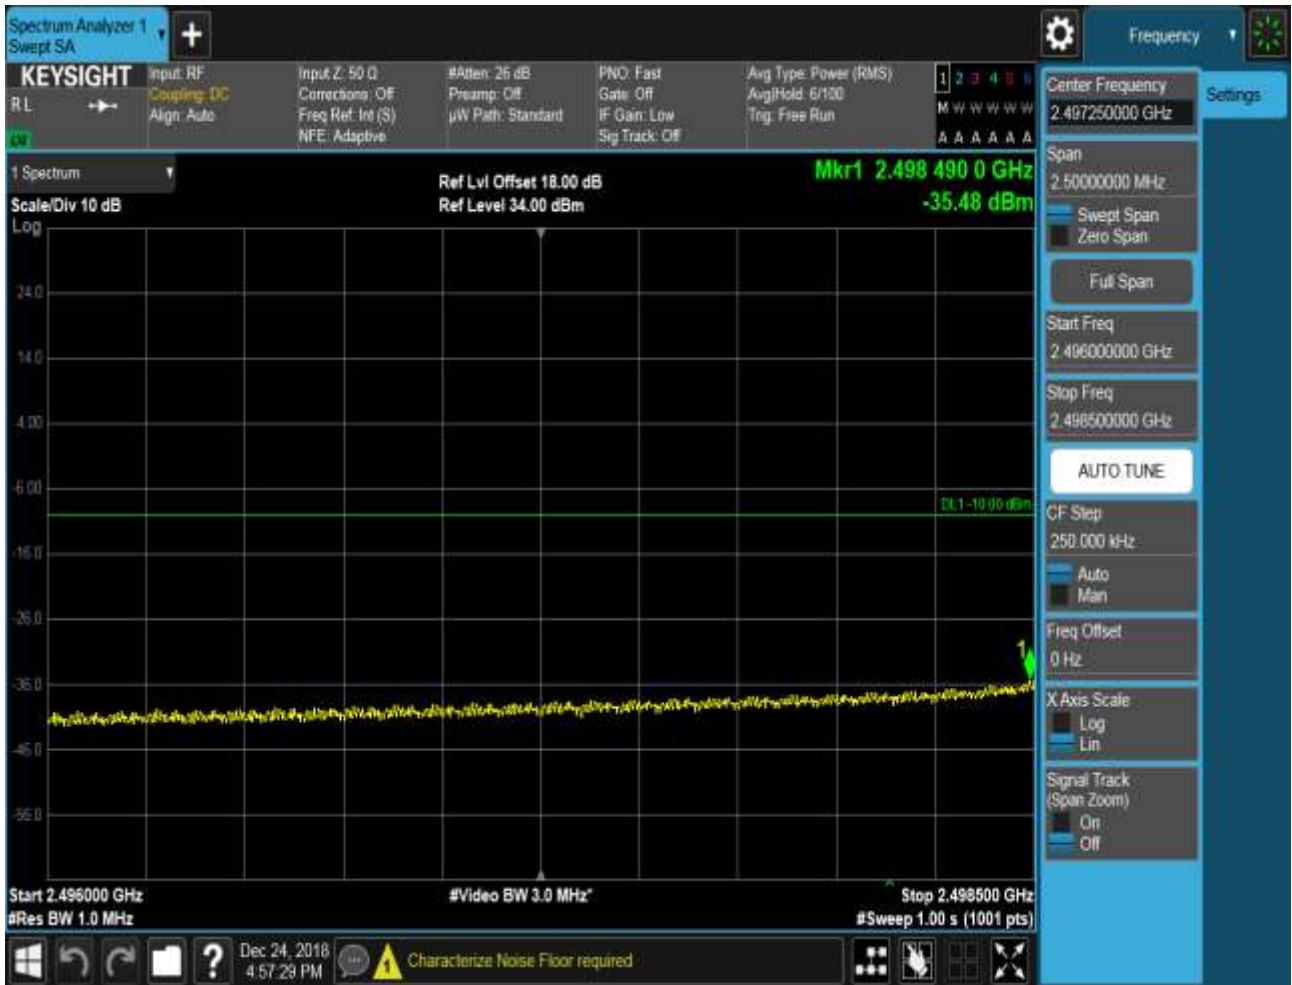 Spectrum Analyzer 1
Swept SA
+
Frequency
KEYSIGHT
RL
Input: RF
Coupling: DC
Align: Auto
Input Z: 50 Ω
Corrections: Off
Freq Ref: Int (S)
NFE: Adaptive
#Atten: 26 dB
Preamp: Off
µW Path: Standard
PNO: Fast
Gate: Off
IF Gain: Low
Sig Track: Off
Avg Type: Power (RMS)
Avg|Hold: 6/100
Trig: Free Run
1 2 3 4 5 6
M W W W W W
A A A A A A
1 Spectrum
Scale/Div 10 dB
Ref Lvl Offset 18.00 dB
Ref Level 34.00 dBm
Mkr1 2.498 490 0 GHz
-35.48 dBm
Log
24.0
14.0
4.00
-6.00
-16.0
-26.0
-36.0
-46.0
-56.0
DL1 -10.00 dBm
1
Start 2.496000 GHz
#Res BW 1.0 MHz
#Video BW 3.0 MHz*
Stop 2.498500 GHz
#Sweep 1.00 s (1001 pts)
Center Frequency
2.497250000 GHz
Settings
Span
2.50000000 MHz
Swept Span
Zero Span
Full Span
Start Freq
2.496000000 GHz
Stop Freq
2.498500000 GHz
AUTO TUNE
CF Step
250.000 kHz
Auto
Man
Freq Offset
0 Hz
X Axis Scale
Log
Lin
Signal Track
(Span Zoom)
On
Off
?
Dec 24, 2018
4:57:29 PM
1
Characterize Noise Floor required